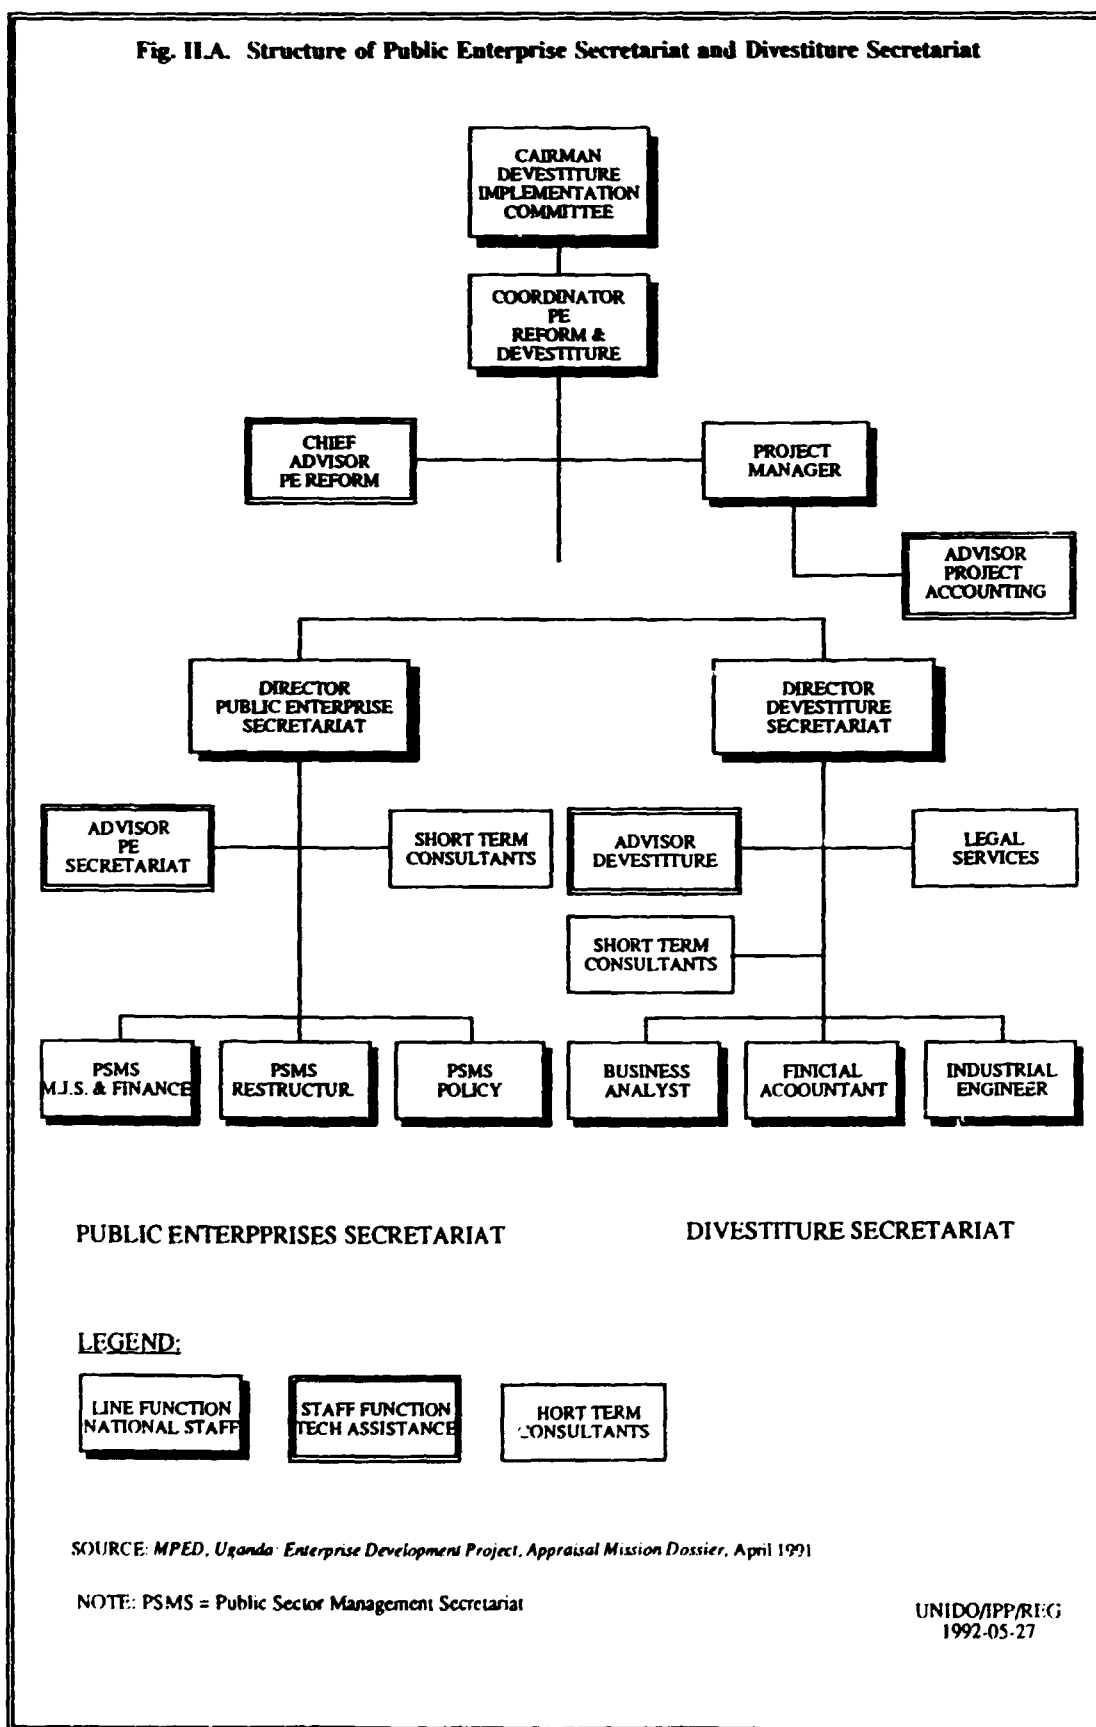 Fig. II.A. Structure of Public Enterprise Secretariat and Divestiture Secretariat
CAIRMAN
DEVESTITURE
IMPLEMENTATION
COMMITTEE
COORDINATOR
PE
REFORM &
DEVESTITURE
CHIEF
ADVISOR
PE REFORM
PROJECT
MANAGER
ADVISOR
PROJECT
ACCOUNTING
DIRECTOR
PUBLIC ENTERPRISE
SECRETARIAT
DIRECTOR
DEVESTITURE
SECRETARIAT
ADVISOR
PE
SECRETARIAT
SHORT TERM
CONSULTANTS
ADVISOR
DEVESTITURE
LEGAL
SERVICES
SHORT TERM
CONSULTANTS
PSMS
M.I.S. & FINANCE
PSMS
RESTRUCTUR.
PSMS
POLICY
BUSINESS
ANALYST
FINICIAL
ACOOUNTANT
INDUSTRIAL
ENGINEER
PUBLIC ENTERPPRISES SECRETARIAT
DIVESTITURE SECRETARIAT
LEGEND:
LINE FUNCTION
NATIONAL STAFF
STAFF FUNCTION
TECH ASSISTANCE
HORT TERM
CONSULTANTS
SOURCE: MPED, Uganda: Enterprise Development Project, Appraisal Mission Dossier, April 1991
NOTE: PSMS = Public Sector Management Secretariat
UNIDO/IPP/REG
1992-05-27